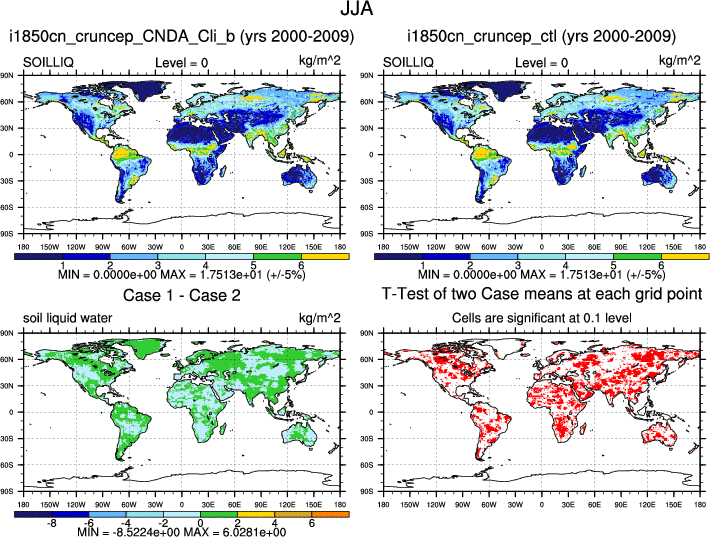 JJA
i1850cn_cruncep_CNDA_Cli_b (yrs 2000-2009)
i1850cn_cruncep_ctl (yrs 2000-2009)
SOILLIQ Level = 0 kg/m^2
SOILLIQ Level = 0 kg/m^2
90N
60N
30N
0
30S
60S
90S
180 150W 120W 90W 60W 30W 0 30E 60E 90E 120E 150E 180
90N
60N
30N
0
30S
60S
90S
180 150W 120W 90W 60W 30W 0 30E 60E 90E 120E 150E 180
1 2 3 4 5 6
MIN = 0.0000e+00 MAX = 1.7513e+01 (+/-5%)
1 2 3 4 5 6
MIN = 0.0000e+00 MAX = 1.7513e+01 (+/-5%)
Case 1 - Case 2
T-Test of two Case means at each grid point
soil liquid water kg/m^2
Cells are significant at 0.1 level
90N
60N
30N
0
30S
60S
90S
180 150W 120W 90W 60W 30W 0 30E 60E 90E 120E 150E 180
90N
60N
30N
0
30S
60S
90S
180 150W 120W 90W 60W 30W 0 30E 60E 90E 120E 150E 180
-8 -6 -4 -2 0 2 4 6
MIN = -8.5224e+00 MAX = 6.0281e+00